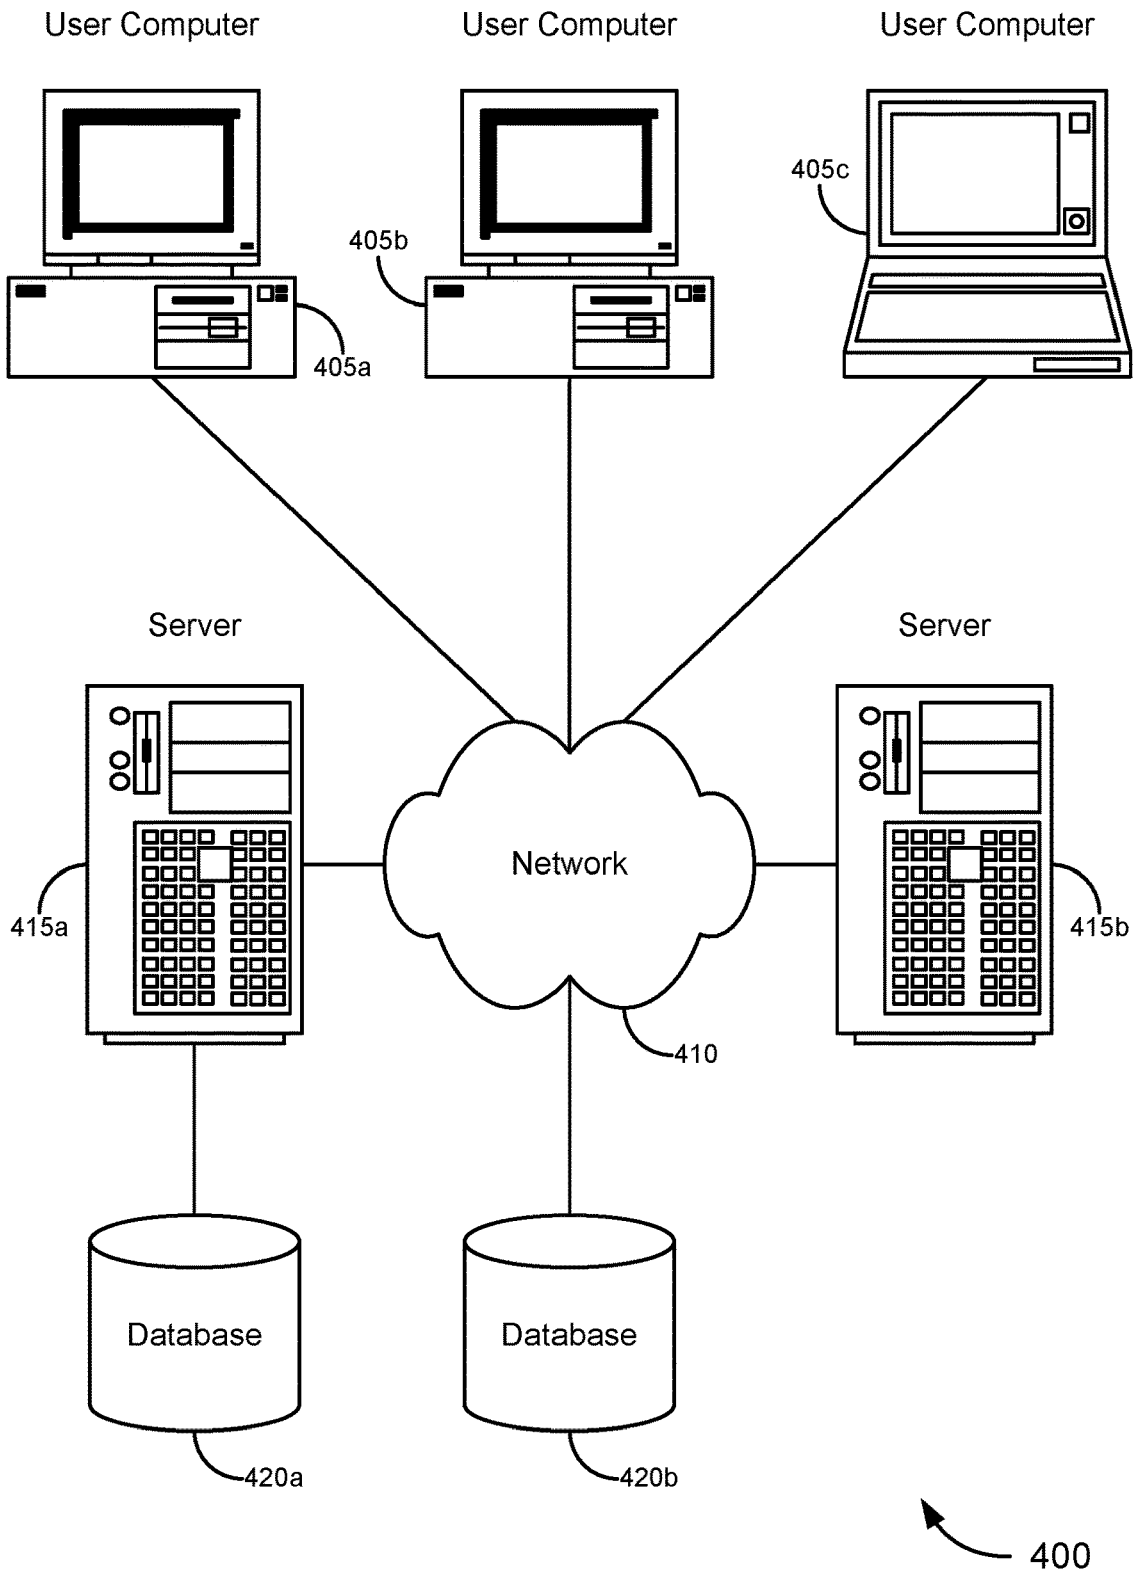 User Computer
User Computer
User Computer
405c
405b
405a
Server
Server
Network
415a
415b
410
Database
Database
420a
420b
400